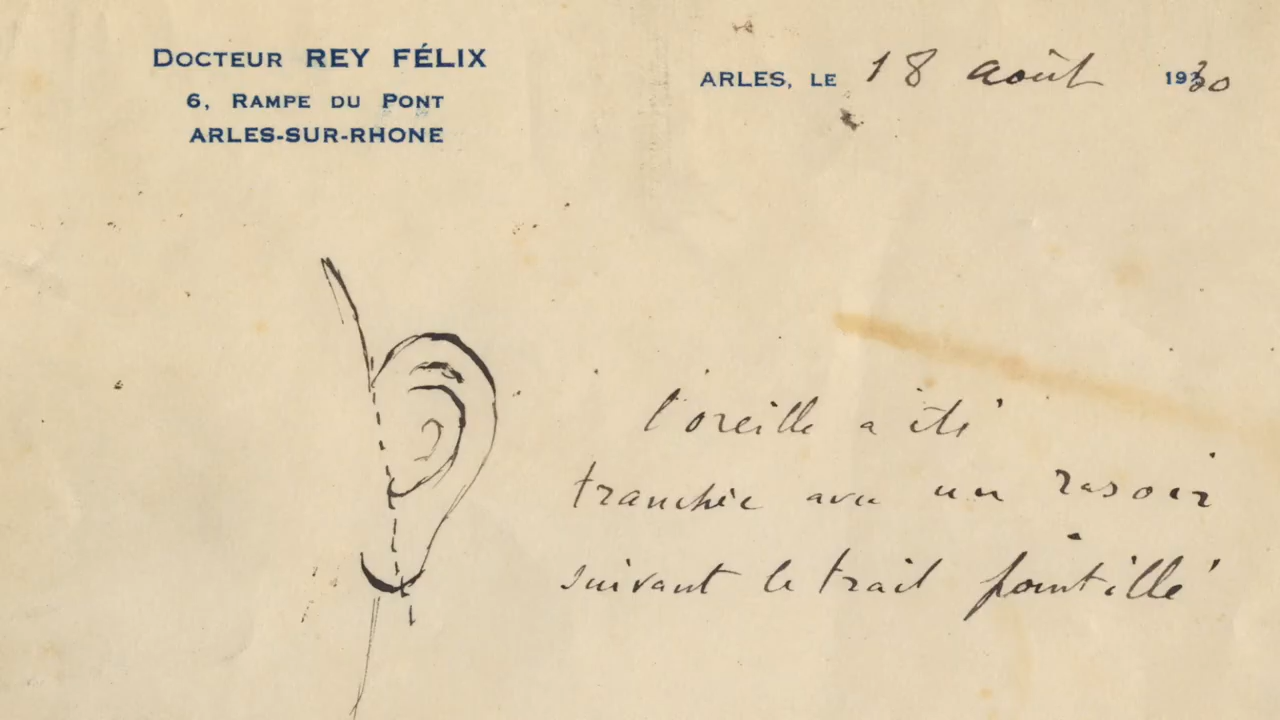 DOCTEUR REY FÉLIX
6, RAMPE DU PONT
ARLES-SUR-RHONE
ARLES, LE 18 août 1930
l'oreille a été
tranchée avec un rasoir
suivant le trait pointillé